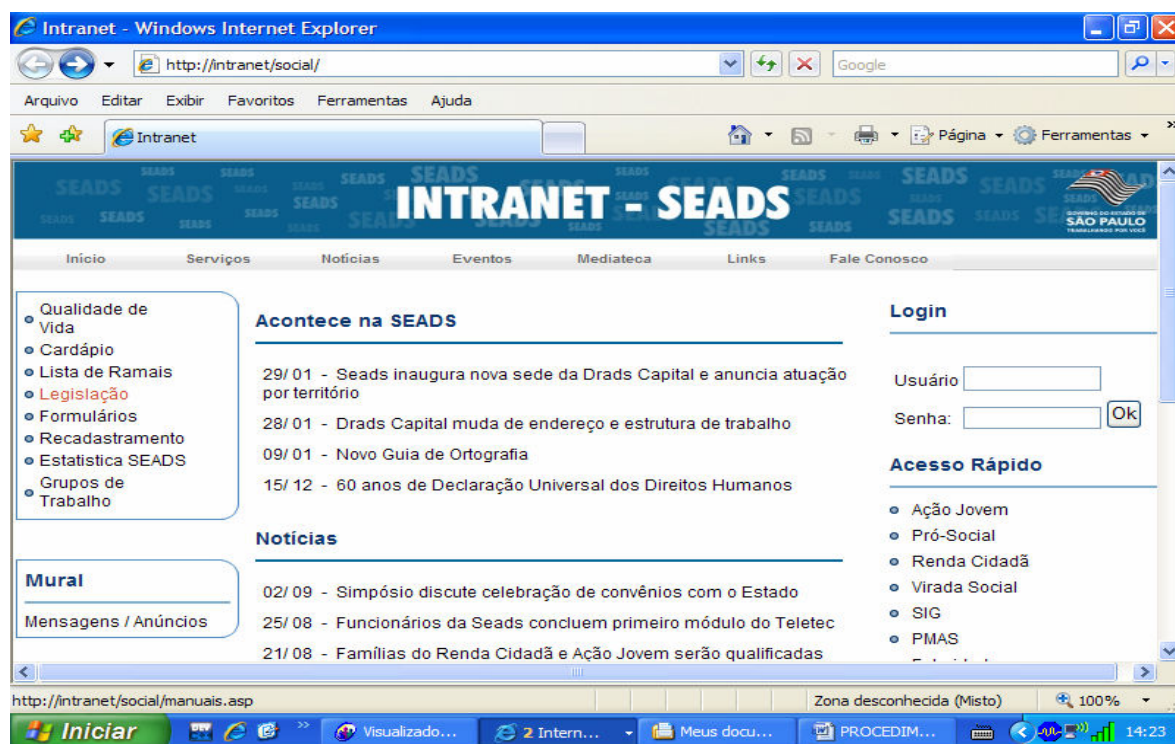 Intranet - Windows Internet Explorer
http://intranet/social/
Google
Arquivo Editar Exibir Favoritos Ferramentas Ajuda
Intranet
Página
Ferramentas
INTRANET - SEADS
GOVERNO DO ESTADO DE
SÃO PAULO
TRABALHANDO POR VOCÊ
Início Serviços Notícias Eventos Mediateca Links Fale Conosco
Qualidade de
Vida
Cardápio
Lista de Ramais
Legislação
Formulários
Recadastramento
Estatistica SEADS
Grupos de
Trabalho
Mural
Mensagens / Anúncios
Acontece na SEADS
29/01 - Seads inaugura nova sede da Drads Capital e anuncia atuação
por território
28/01 - Drads Capital muda de endereço e estrutura de trabalho
09/01 - Novo Guia de Ortografia
15/12 - 60 anos de Declaração Universal dos Direitos Humanos
Notícias
02/09 - Simpósio discute celebração de convênios com o Estado
25/08 - Funcionários da Seads concluem primeiro módulo do Teletec
21/08 - Famílias do Renda Cidadã e Ação Jovem serão qualificadas
Login
Usuário
Senha:
Ok
Acesso Rápido
Ação Jovem
Pró-Social
Renda Cidadã
Virada Social
SIG
PMAS
http://intranet/social/manuais.asp
Zona desconhecida (Misto)
100%
Iniciar
Visualizado...
2 Intern...
Meus docu...
PROCEDIM...
14:23